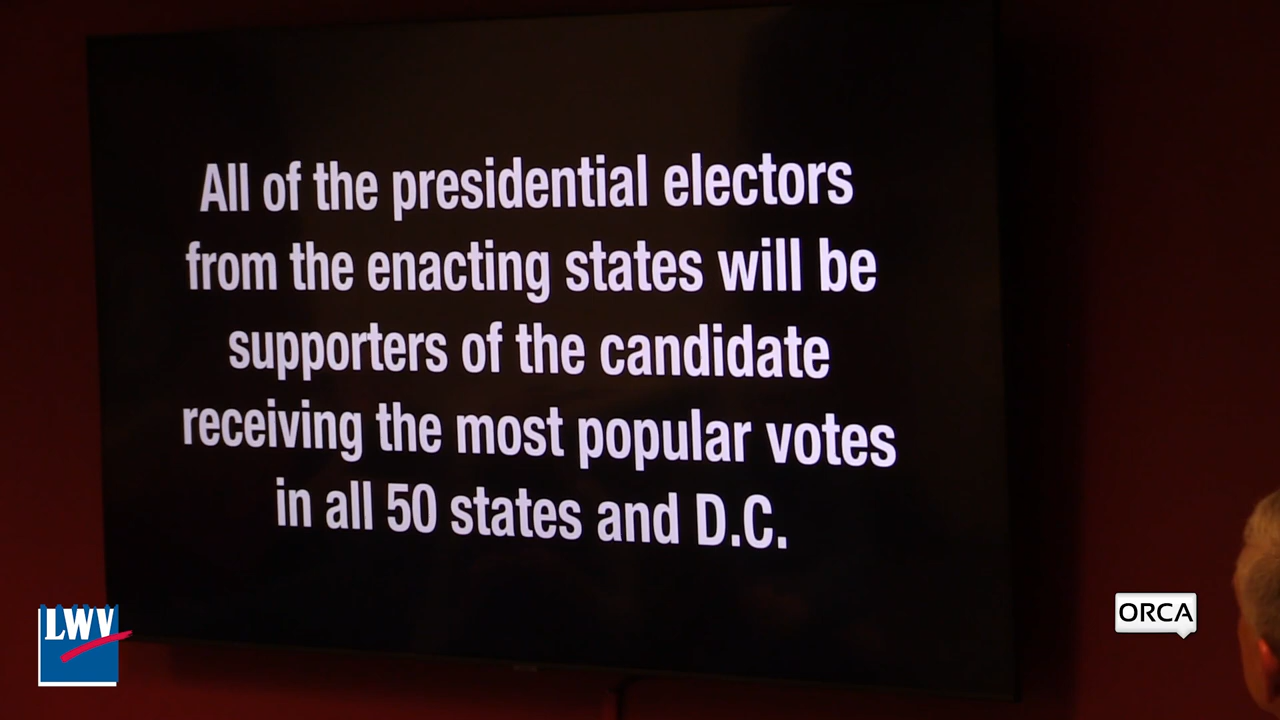 All of the presidential electors
from the enacting states will be
supporters of the candidate
receiving the most popular votes
in all 50 states and D.C.
LWV
ORCA